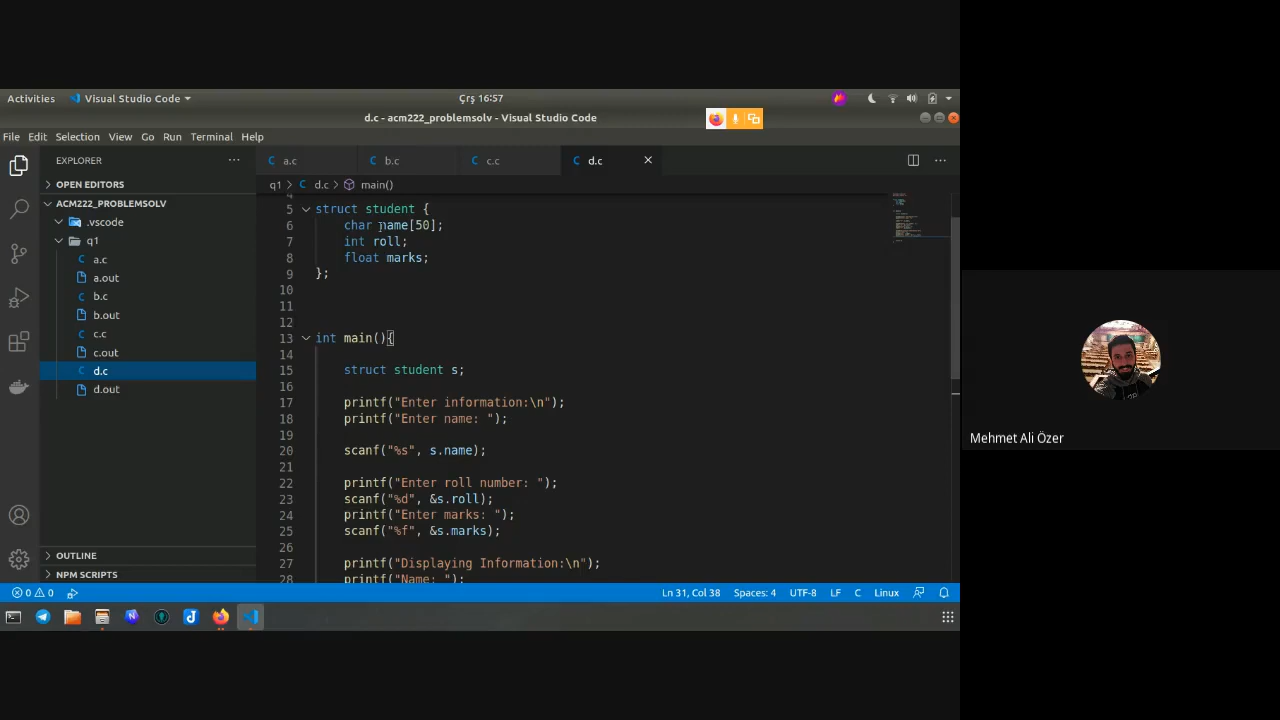 Activities Visual Studio Code Çrş 16:57
d.c - acm222_problemsolv - Visual Studio Code
File Edit Selection View Go Run Terminal Help
EXPLORER
OPEN EDITORS
ACM222_PROBLEMSOLV
.vscode
q1
C a.c
a.out
C b.c
b.out
C c.c
c.out
C d.c
d.out
OUTLINE
NPM SCRIPTS
C a.c C b.c C c.c C d.c
q1 > C d.c > main()
4
5 struct student {
6 char name[50];
7 int roll;
8 float marks;
9 };
10
11
12
13 int main(){
14
15 struct student s;
16
17 printf("Enter information:\n");
18 printf("Enter name: ");
19
20 scanf("%s", s.name);
21
22 printf("Enter roll number: ");
23 scanf("%d", &s.roll);
24 printf("Enter marks: ");
25 scanf("%f", &s.marks);
26
27 printf("Displaying Information:\n");
28 printf("Name: ");
0 0 Ln 31, Col 38 Spaces: 4 UTF-8 LF C Linux
Mehmet Ali Özer